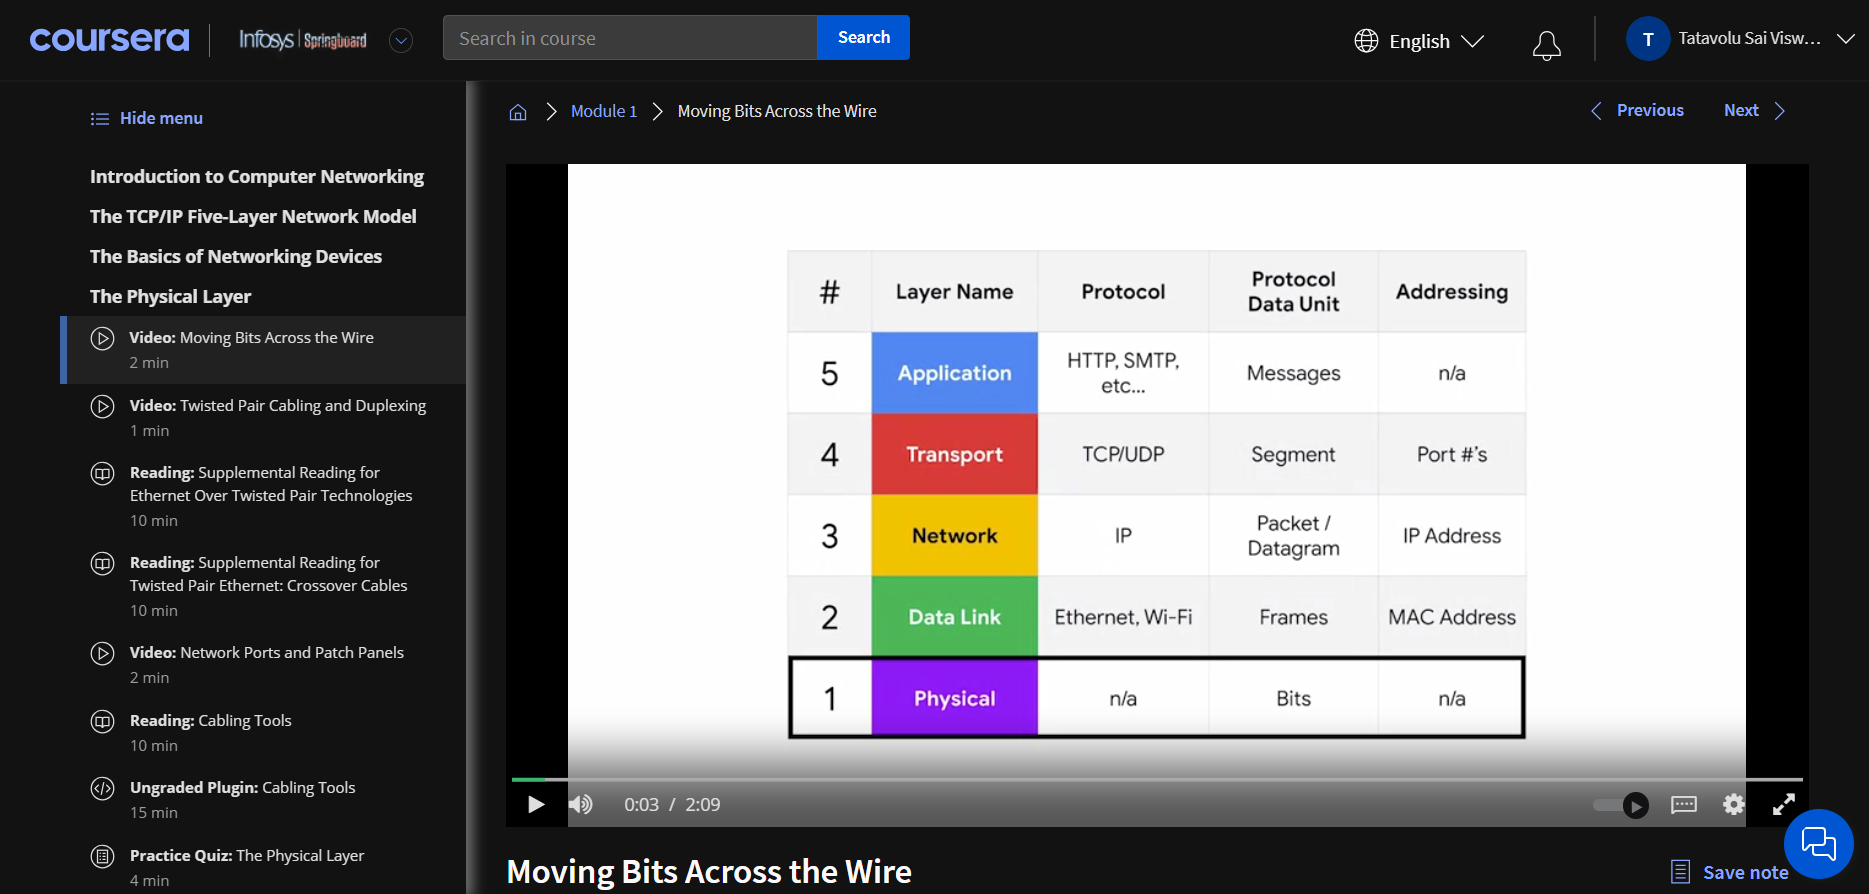 coursera
Infosys | Springboard
Search in course
Search
English
T
Tatavolu Sai Visw...
Hide menu
Introduction to Computer Networking
The TCP/IP Five-Layer Network Model
The Basics of Networking Devices
The Physical Layer
Video: Moving Bits Across the Wire
2 min
Video: Twisted Pair Cabling and Duplexing
1 min
Reading: Supplemental Reading for
Ethernet Over Twisted Pair Technologies
10 min
Reading: Supplemental Reading for
Twisted Pair Ethernet: Crossover Cables
10 min
Video: Network Ports and Patch Panels
2 min
Reading: Cabling Tools
10 min
Ungraded Plugin: Cabling Tools
15 min
Practice Quiz: The Physical Layer
4 min
Module 1
Moving Bits Across the Wire
Previous
Next
# Layer Name Protocol Protocol Data Unit Addressing
5 Application HTTP, SMTP, etc... Messages n/a
4 Transport TCP/UDP Segment Port #'s
3 Network IP Packet / Datagram IP Address
2 Data Link Ethernet, Wi-Fi Frames MAC Address
1 Physical n/a Bits n/a
0:03 / 2:09
Moving Bits Across the Wire
Save note